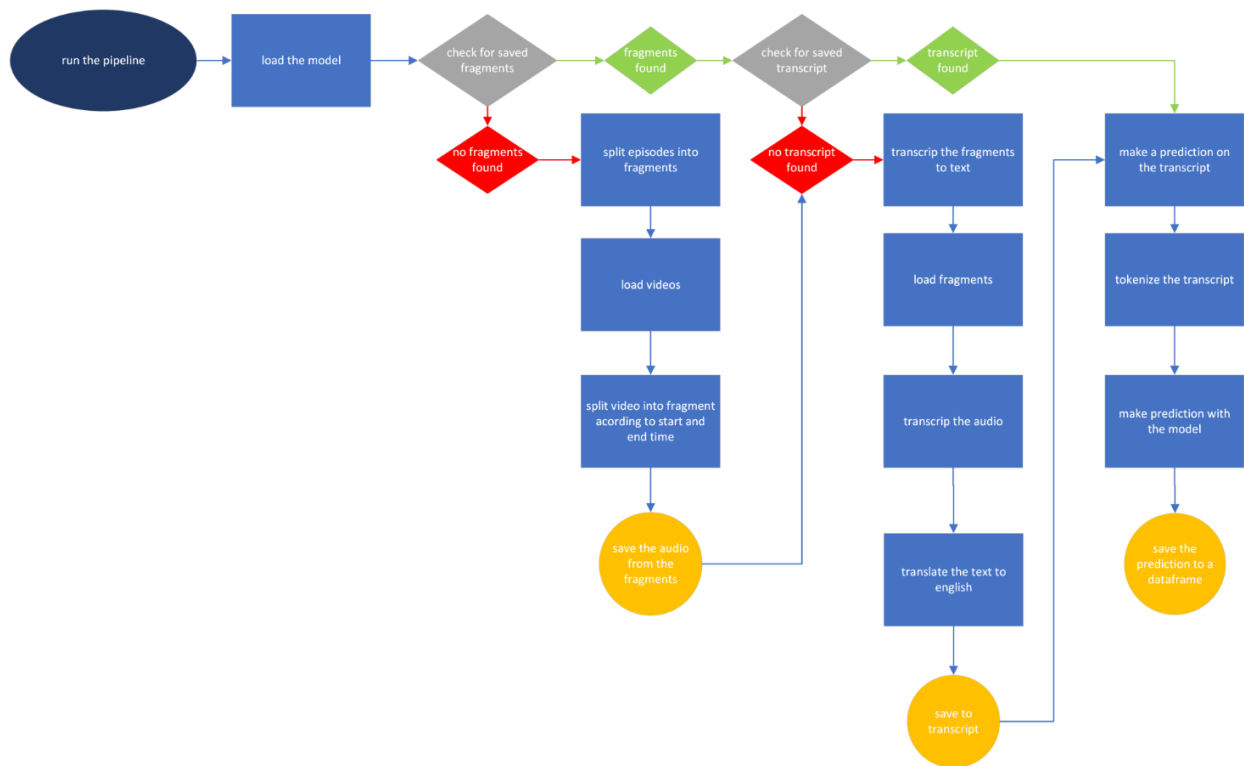 run the pipeline
load the model
check for saved
fragments
fragments
found
check for saved
transcript
transcript
found
no fragments
found
split episodes into
fragments
no transcript
found
transcrip the fragments
to text
make a prediction on
the transcript
load videos
load fragments
tokenize the transcript
split video into fragment
acording to start and
end time
transcrip the audio
make prediction with
the model
save the audio
from the
fragments
translate the text to
english
save the
prediction to a
dataframe
save to
transcript